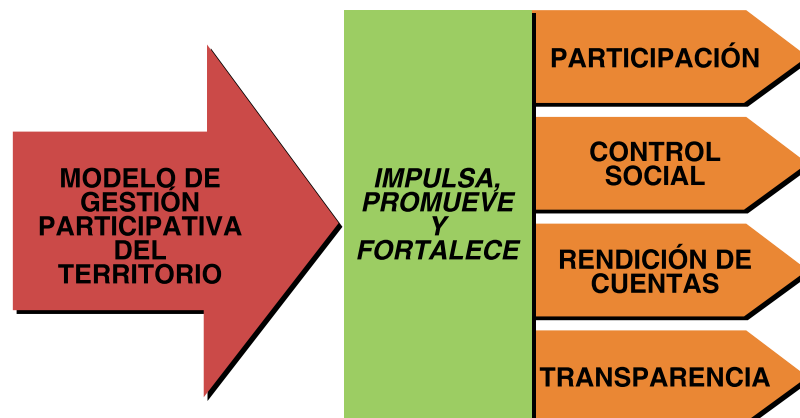 MODELO DE
GESTIÓN
PARTICIPATIVA
DEL
TERRITORIO
IMPULSA,
PROMUEVE
Y
FORTALECE
PARTICIPACIÓN
CONTROL
SOCIAL
RENDICIÓN DE
CUENTAS
TRANSPARENCIA